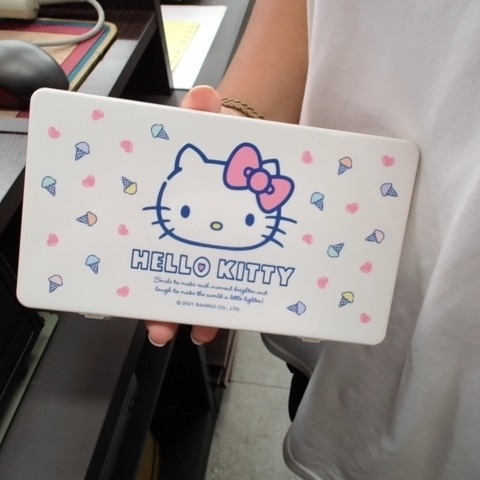 HELLO KITTY
Smile to make each moment brighter and
laugh to make the world a little lighter!
© 2021 SANRIO CO., LTD.